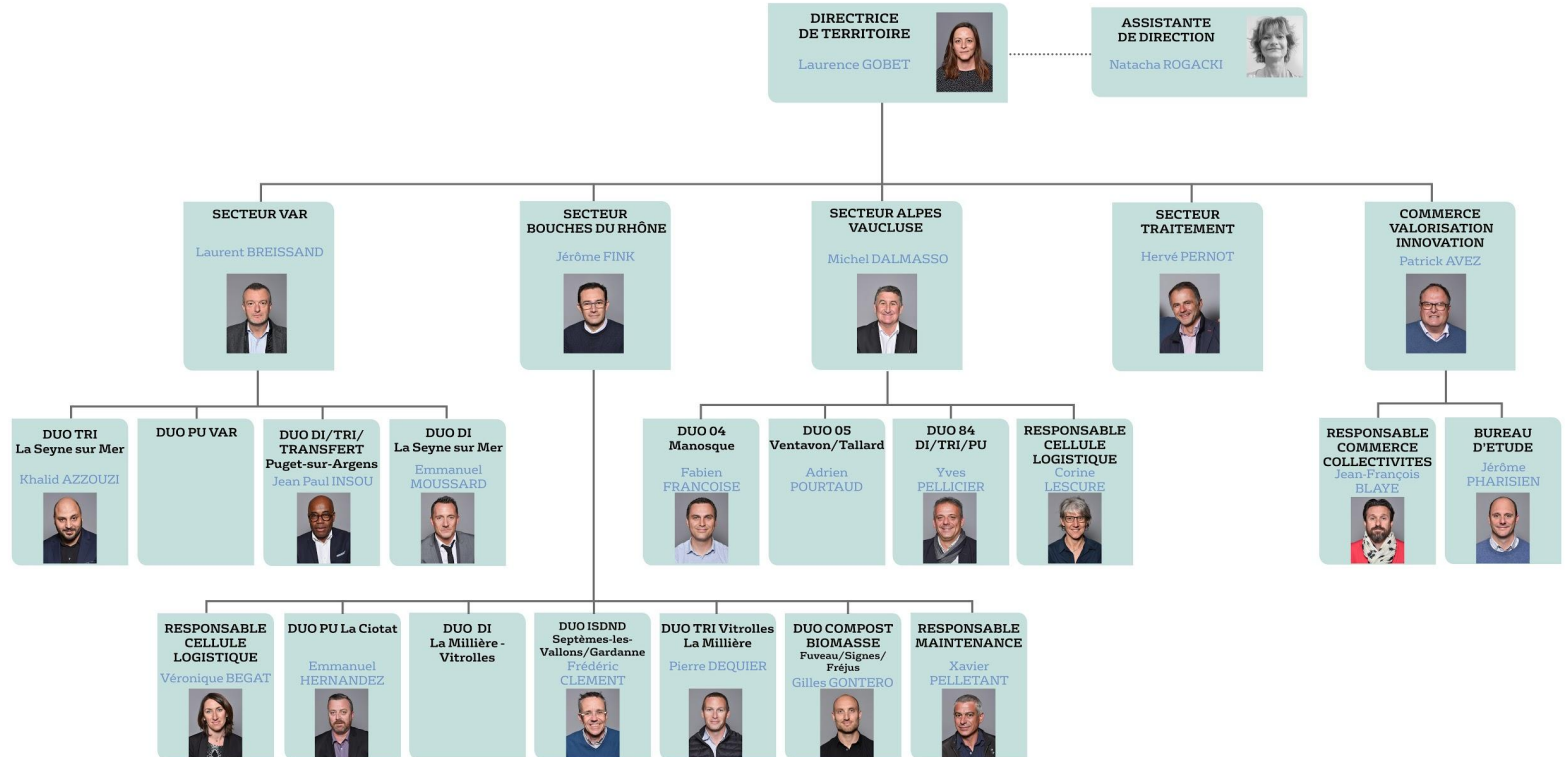 DIRECTRICE
DE TERRITOIRE
Laurence GOBET
ASSISTANTE
DE DIRECTION
Natacha ROGACKI
SECTEUR VAR
Laurent BREISSAND
SECTEUR
BOUCHES DU RHÔNE
Jérôme FINK
SECTEUR ALPES
VAUCLUSE
Michel DALMASSO
SECTEUR
TRAITEMENT
Hervé PERNOT
COMMERCE
VALORISATION
INNOVATION
Patrick AVEZ
DUO TRI
La Seyne sur Mer
Khalid AZZOUZI
DUO PU VAR
DUO DI/TRI/
TRANSFERT
Puget-sur-Argens
Jean Paul INSOU
DUO DI
La Seyne sur Mer
Emmanuel
MOUSSARD
DUO 04
Manosque
Fabien
FRANCOISE
DUO 05
Ventavon/Tallard
Adrien
POURTAUD
DUO 84
DI/TRI/PU
Yves
PELLICIER
RESPONSABLE
CELLULE
LOGISTIQUE
Corine
LESCURE
RESPONSABLE
COMMERCE
COLLECTIVITES
Jean-François
BLAYE
BUREAU
D'ETUDE
Jérôme
PHARISIEN
RESPONSABLE
CELLULE
LOGISTIQUE
Véronique BEGAT
DUO PU La Ciotat
Emmanuel
HERNANDEZ
DUO DI
La Millière -
Vitrolles
DUO ISDND
Septèmes-les-
Vallons/Gardanne
Frédéric
CLEMENT
DUO TRI Vitrolles
La Millière
Pierre DEQUIER
DUO COMPOST
BIOMASSE
Fuveau/Signes/
Fréjus
Gilles GONTERO
RESPONSABLE
MAINTENANCE
Xavier
PELLETANT